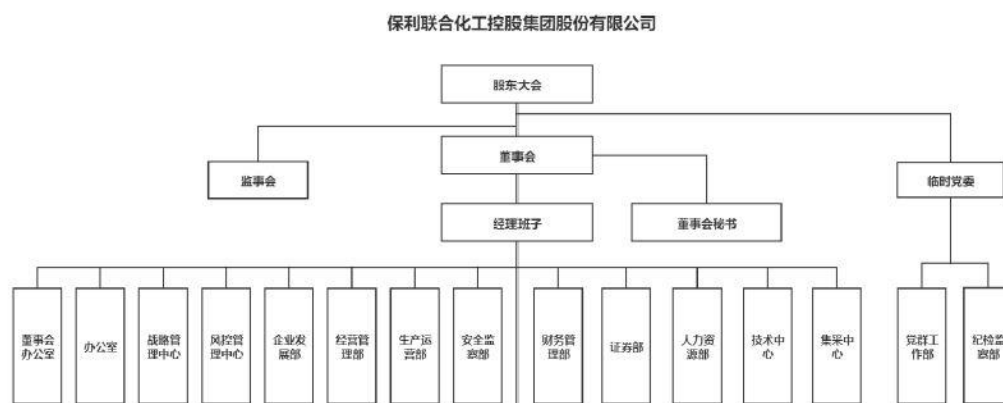 保利联合化工控股集团股份有限公司
股东大会
董事会
监事会
临时党委
经理班子
董事会秘书
董事会
办公室
办公室
战略管
理中心
风控管
理中心
企业发
展部
经营管
理部
生产运
营部
安全监
察部
财务管
理部
证券部
人力资
源部
技术中
心
集采中
心
党群工
作部
纪检监
察部